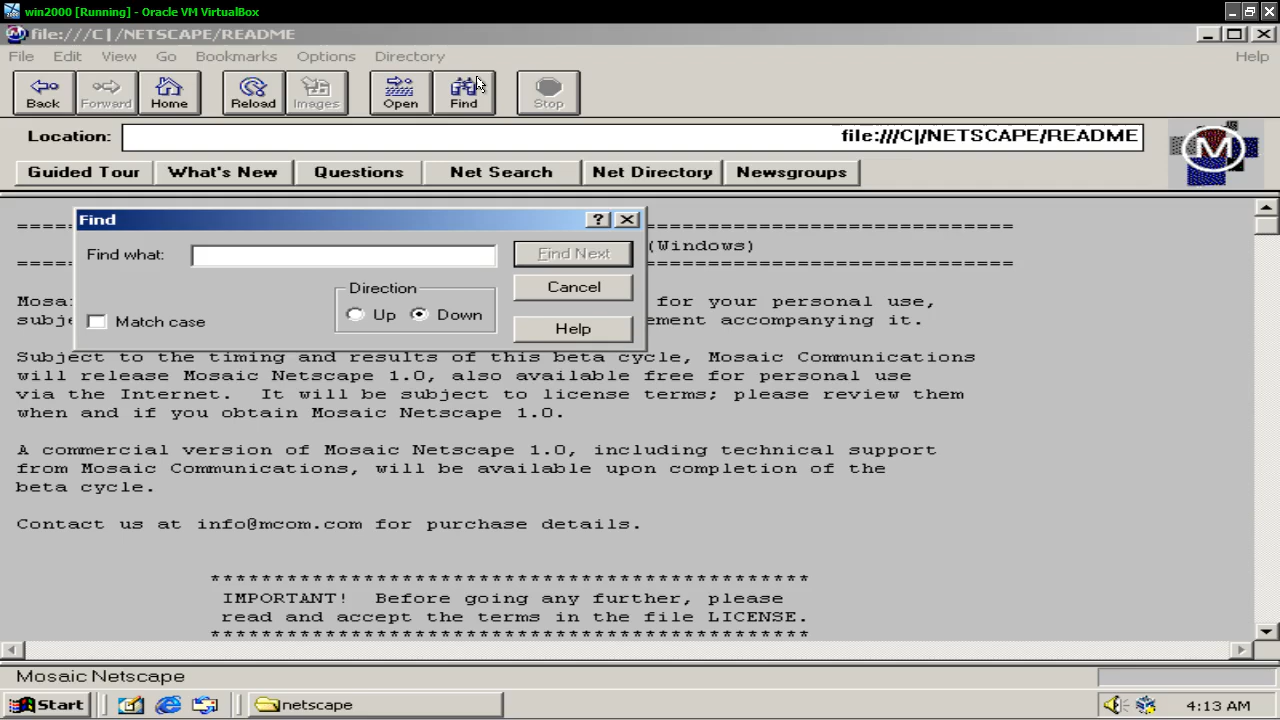 win2000 [Running] - Oracle VM VirtualBox
file:///C|/NETSCAPE/README
File Edit View Go Bookmarks Options Directory Help
Back Forward Home Reload Images Open Find Stop
Location: file:///C|/NETSCAPE/README
Guided Tour What's New Questions Net Search Net Directory Newsgroups
Find
Find what: Find Next
Direction
Up Down
Match case
Cancel
Help
(Windows)
Mosa for your personal use,
subje ement accompanying it.
Subject to the timing and results of this beta cycle, Mosaic Communications
will release Mosaic Netscape 1.0, also available free for personal use
via the Internet.  It will be subject to license terms; please review them
when and if you obtain Mosaic Netscape 1.0.
A commercial version of Mosaic Netscape 1.0, including technical support
from Mosaic Communications, will be available upon completion of the
beta cycle.
Contact us at info@mcom.com for purchase details.
**********************************************
IMPORTANT!  Before going any further, please
read and accept the terms in the file LICENSE.
**********************************************
Mosaic Netscape
Start netscape 4:13 AM